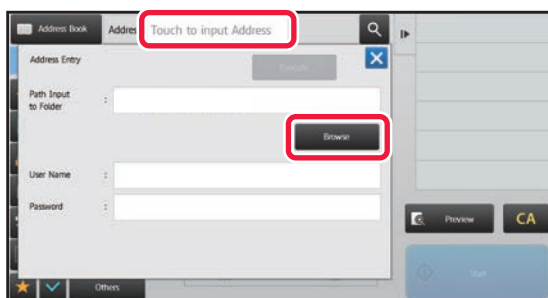 Address Book
Address
Touch to input Address
Address Entry
Execute
Path Input
to Folder
:
Browse
User Name
:
Password
:
Preview
CA
Start
Others